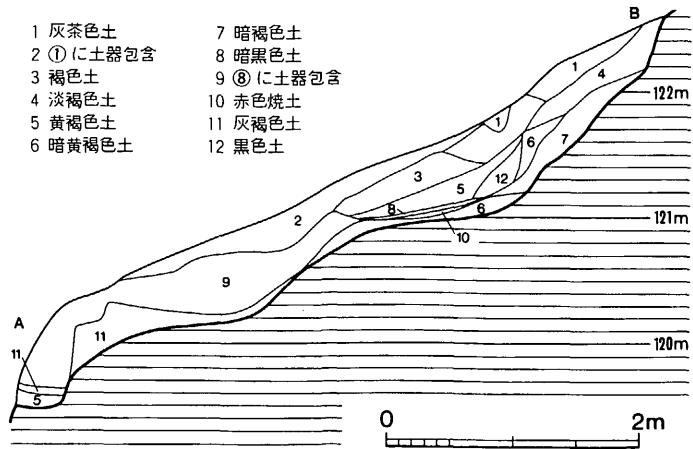 1 灰茶色土
2 ①に土器包含
3 褐色土
4 淡褐色土
5 黄褐色土
6 暗黄褐色土
7 暗褐色土
8 暗黒色土
9 ⑧に土器包含
10 赤色焼土
11 灰褐色土
12 黒色土
B
1
4
122m
1
6
7
3
12
5
8
6
121m
10
2
9
A
11
120m
11
5
0
2m